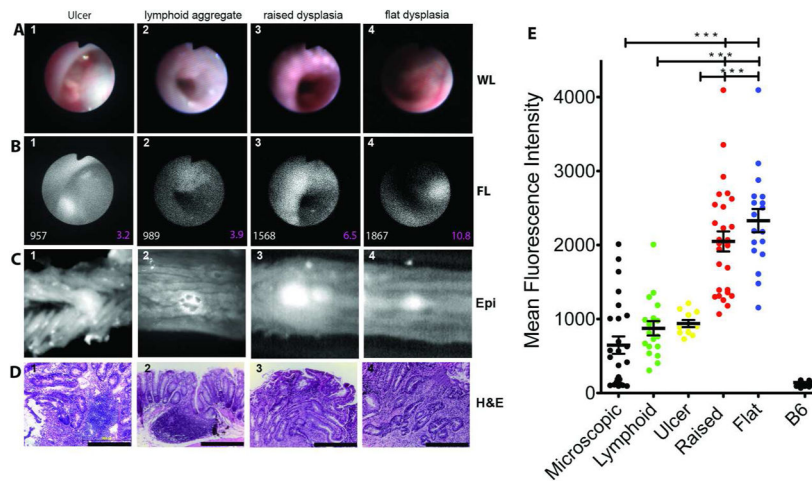 Ulcer lymphoid aggregate raised dysplasia flat dysplasia
A 1 2 3 4 WL
B 1 2 3 4 FL
957 3.2 989 3.9 1568 6.5 1867 10.8
C 1 2 3 4 Epi
D 1 2 3 4 H&E
E
***
***
***
Mean Fluorescence Intensity
4000
3000
2000
1000
0
Microscopic
Lymphoid
Ulcer
Raised
Flat
B6